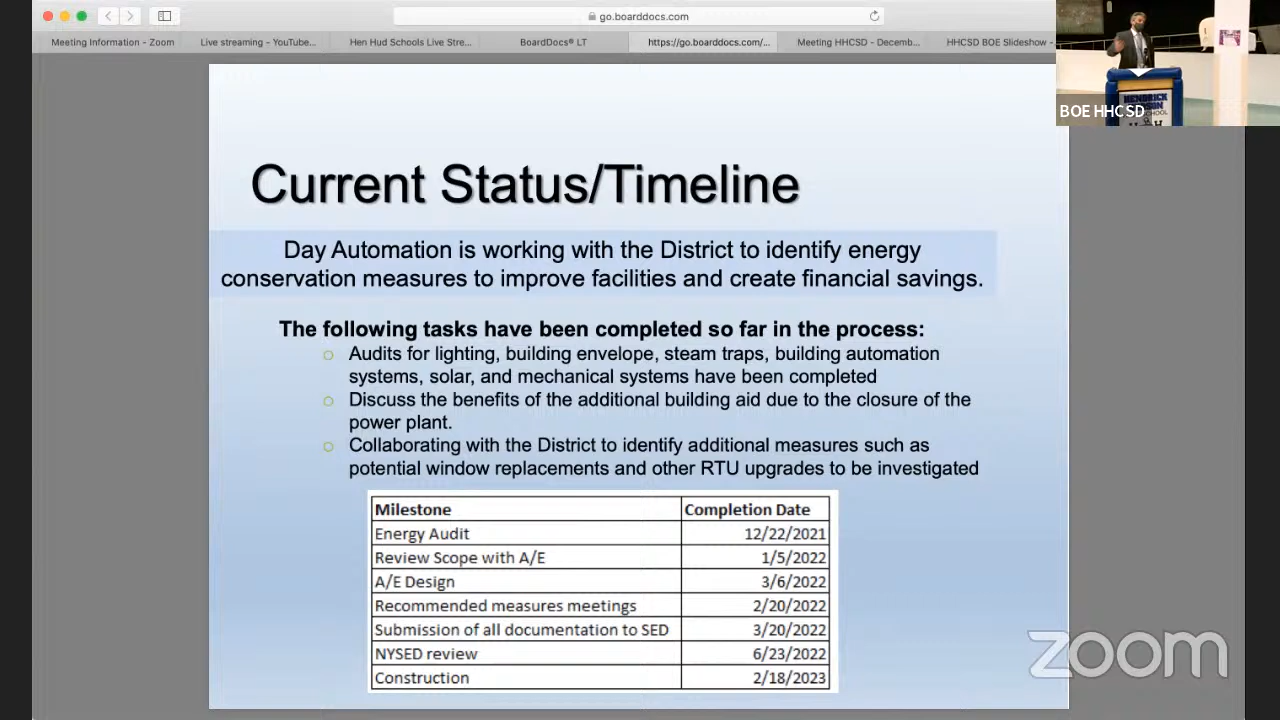 go.boarddocs.com
Meeting Information - Zoom
Live streaming - YouTube...
Hen Hud Schools Live Stre...
BoardDocs® LT
https://go.boarddocs.com/...
Meeting HHCSD - Decemb...
HHCSD BOE Slideshow -
HENDRICK
SCHOOL
BOE HHCSD
Current Status/Timeline
Day Automation is working with the District to identify energy
conservation measures to improve facilities and create financial savings.
The following tasks have been completed so far in the process:
Audits for lighting, building envelope, steam traps, building automation
systems, solar, and mechanical systems have been completed
Discuss the benefits of the additional building aid due to the closure of the
power plant.
Collaborating with the District to identify additional measures such as
potential window replacements and other RTU upgrades to be investigated
Milestone Completion Date
Energy Audit 12/22/2021
Review Scope with A/E 1/5/2022
A/E Design 3/6/2022
Recommended measures meetings 2/20/2022
Submission of all documentation to SED 3/20/2022
NYSED review 6/23/2022
Construction 2/18/2023
zoom